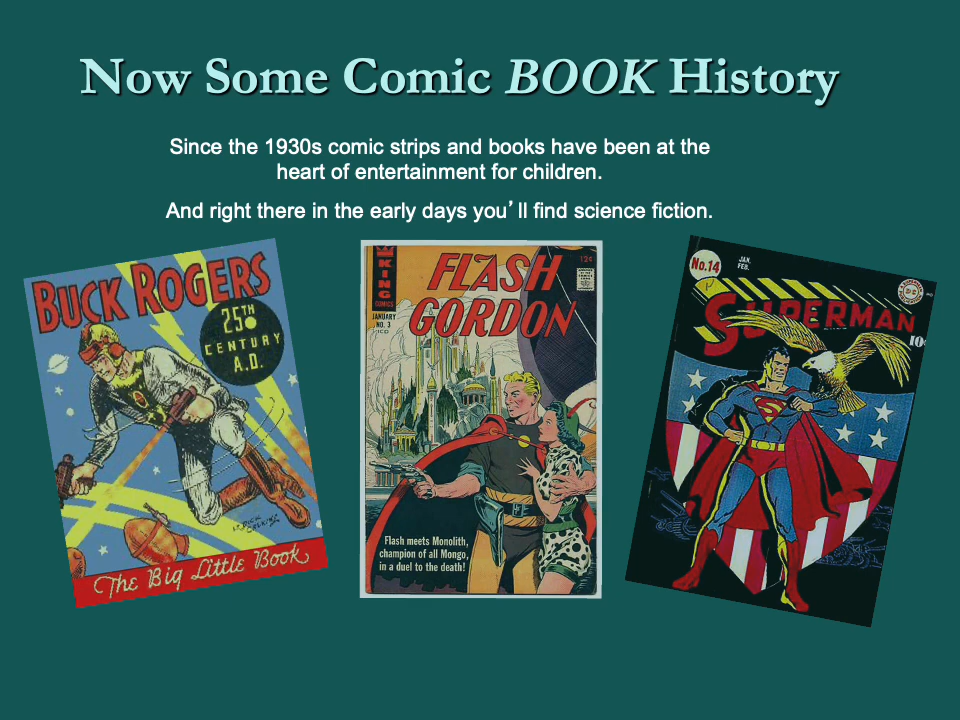 Now Some Comic BOOK History
Since the 1930s comic strips and books have been at the
heart of entertainment for children.
And right there in the early days you’ll find science fiction.
BUCK ROGERS
25TH
CENTURY
A.D.
The Big Little Book
KING
COMICS
JANUARY
NO. 3
12¢
FLASH
GORDON
Flash meets Monolith,
champion of all Mongo,
in a duel to the death!
No.14
JAN.
FEB.
SUPERMAN
10¢